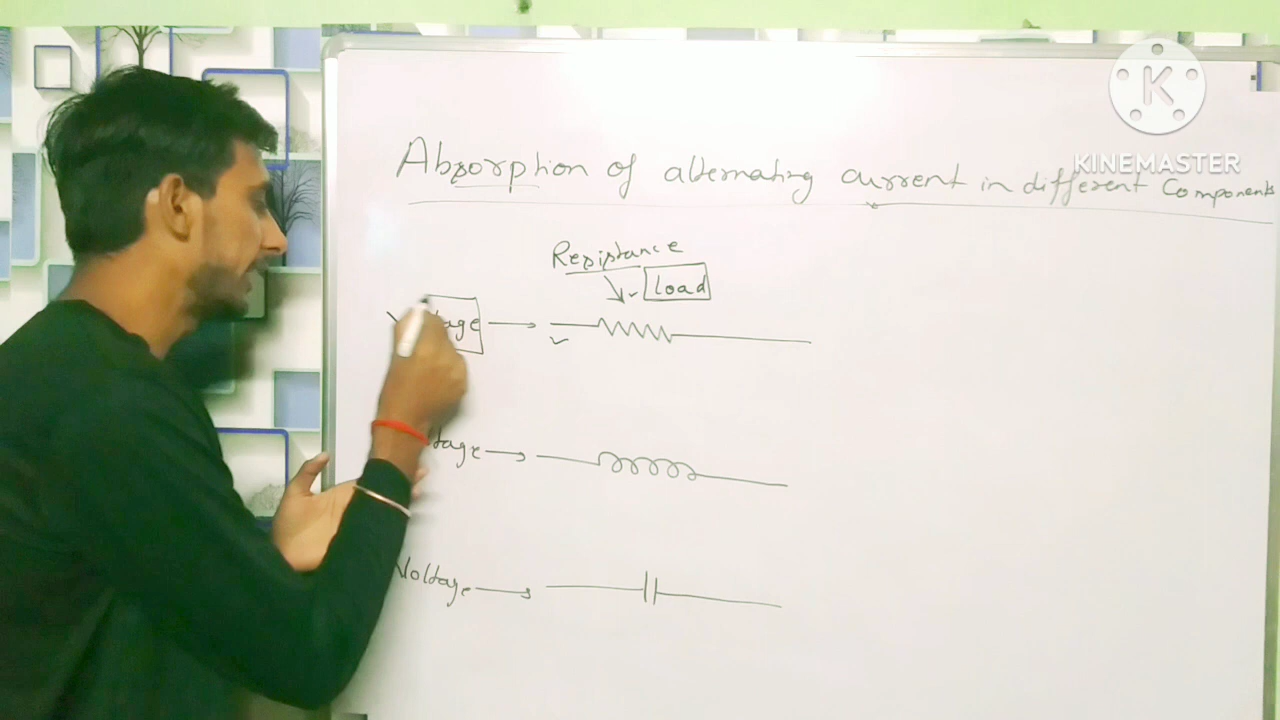 K
KINEMASTER
Absorption of alternating current in different Components
Resistance
Load
Voltage